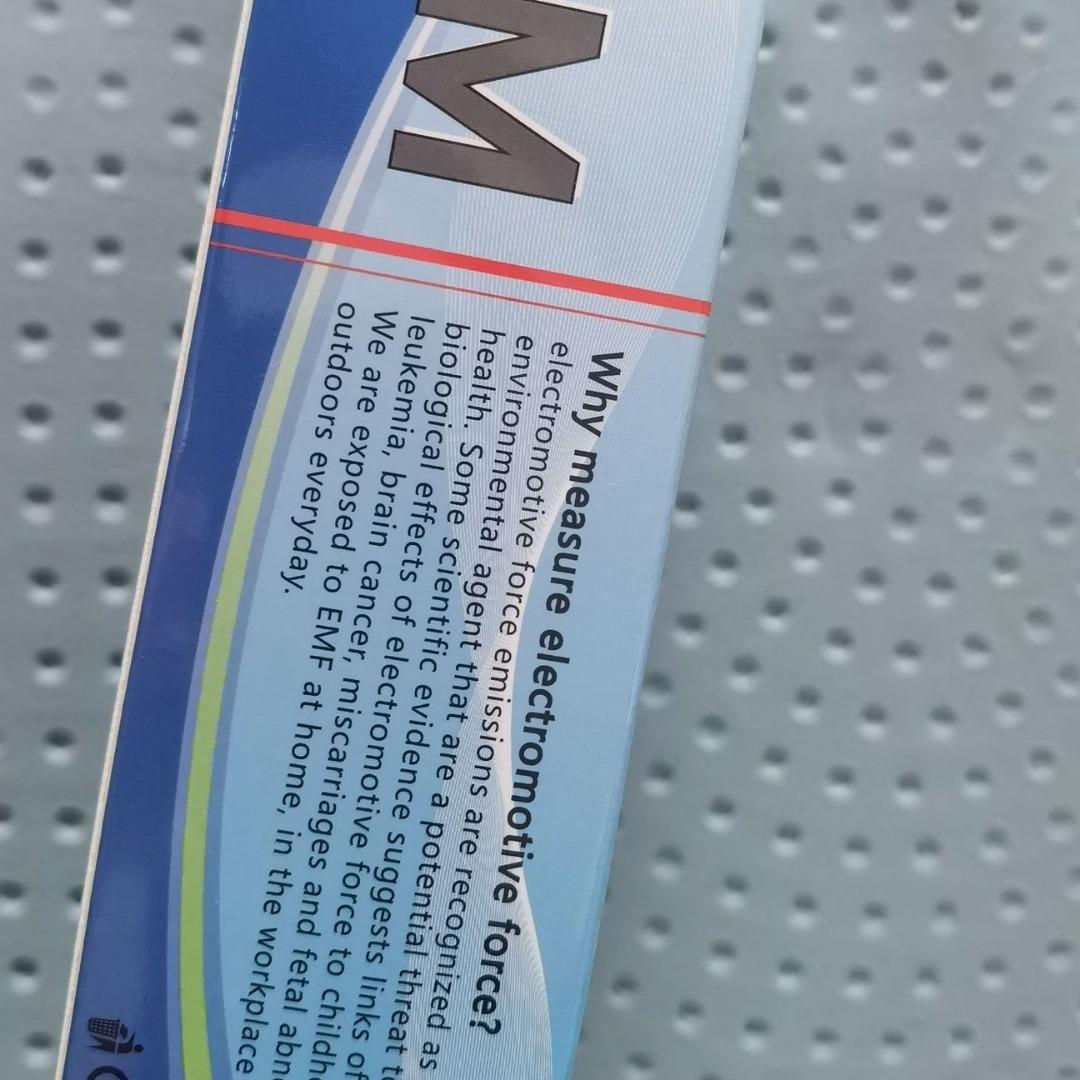 M
Why measure electromotive force?
electromotive force emissions are recognized as
environmental agent that are a potential threat
health. Some scientific evidence suggests links of
biological effects of electromotive force to
leukemia, brain cancer, miscarriages and fetal
We are exposed to EMF at home, in the workplace
outdoors everyday.